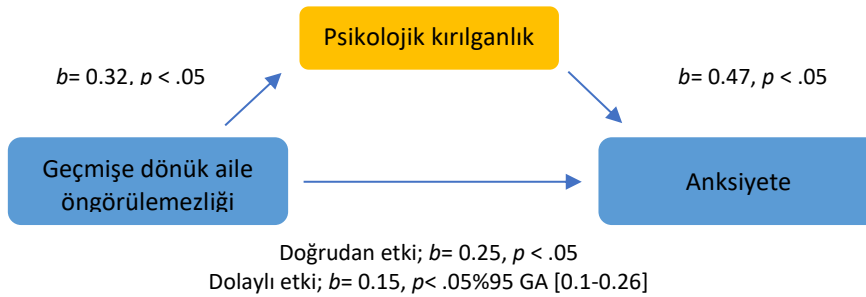 Psikolojik kırılganlık
b= 0.32, p < .05
b= 0.47, p < .05
Geçmişe dönük aile
öngörülemezliği
Anksiyete
Doğrudan etki; b= 0.25, p < .05
Dolaylı etki; b= 0.15, p< .05%95 GA [0.1-0.26]